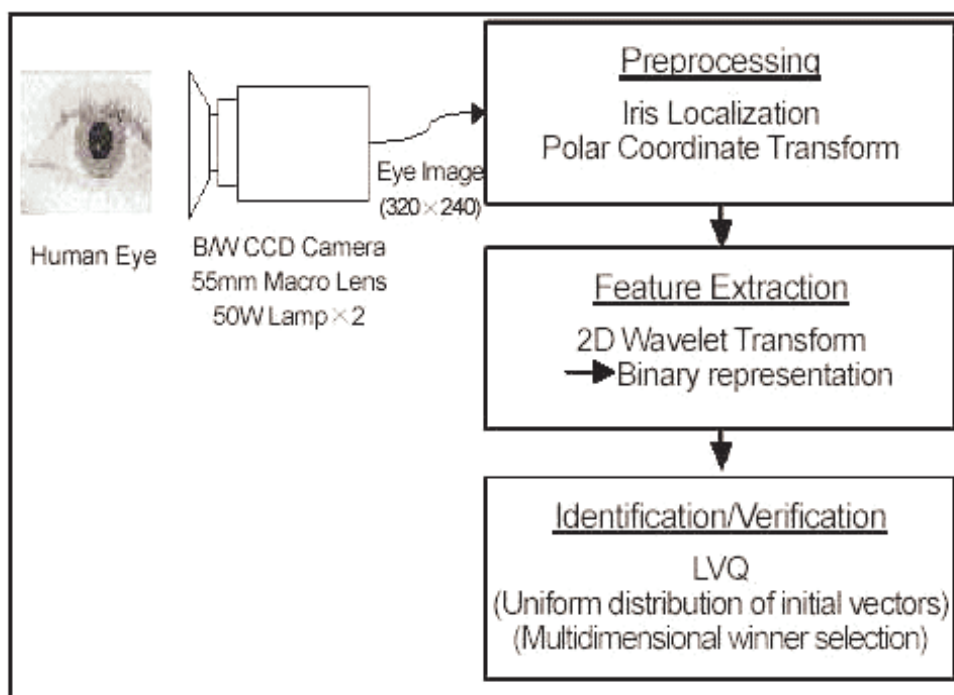 Human Eye
B/W CCD Camera
55mm Macro Lens
50W Lamp×2
Eye Image
(320×240)
Preprocessing
Iris Localization
Polar Coordinate Transform
Feature Extraction
2D Wavelet Transform
Binary representation
Identification/Verification
LVQ
(Uniform distribution of initial vectors)
(Multidimensional winner selection)